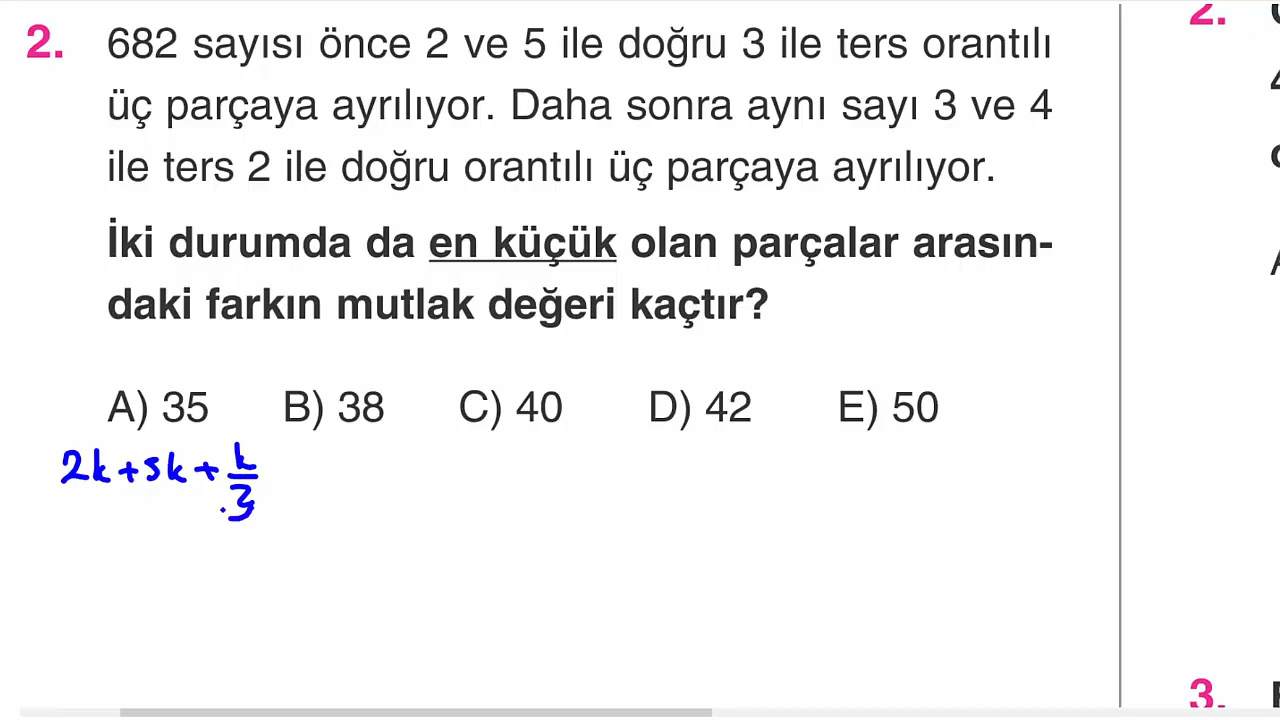 2. 682 sayısı önce 2 ve 5 ile doğru 3 ile ters orantılı
üç parçaya ayrılıyor. Daha sonra aynı sayı 3 ve 4
ile ters 2 ile doğru orantılı üç parçaya ayrılıyor.
İki durumda da en küçük olan parçalar arasın-
daki farkın mutlak değeri kaçtır?
A) 35 B) 38 C) 40 D) 42 E) 50
2k+5k+k/3
2.
3.